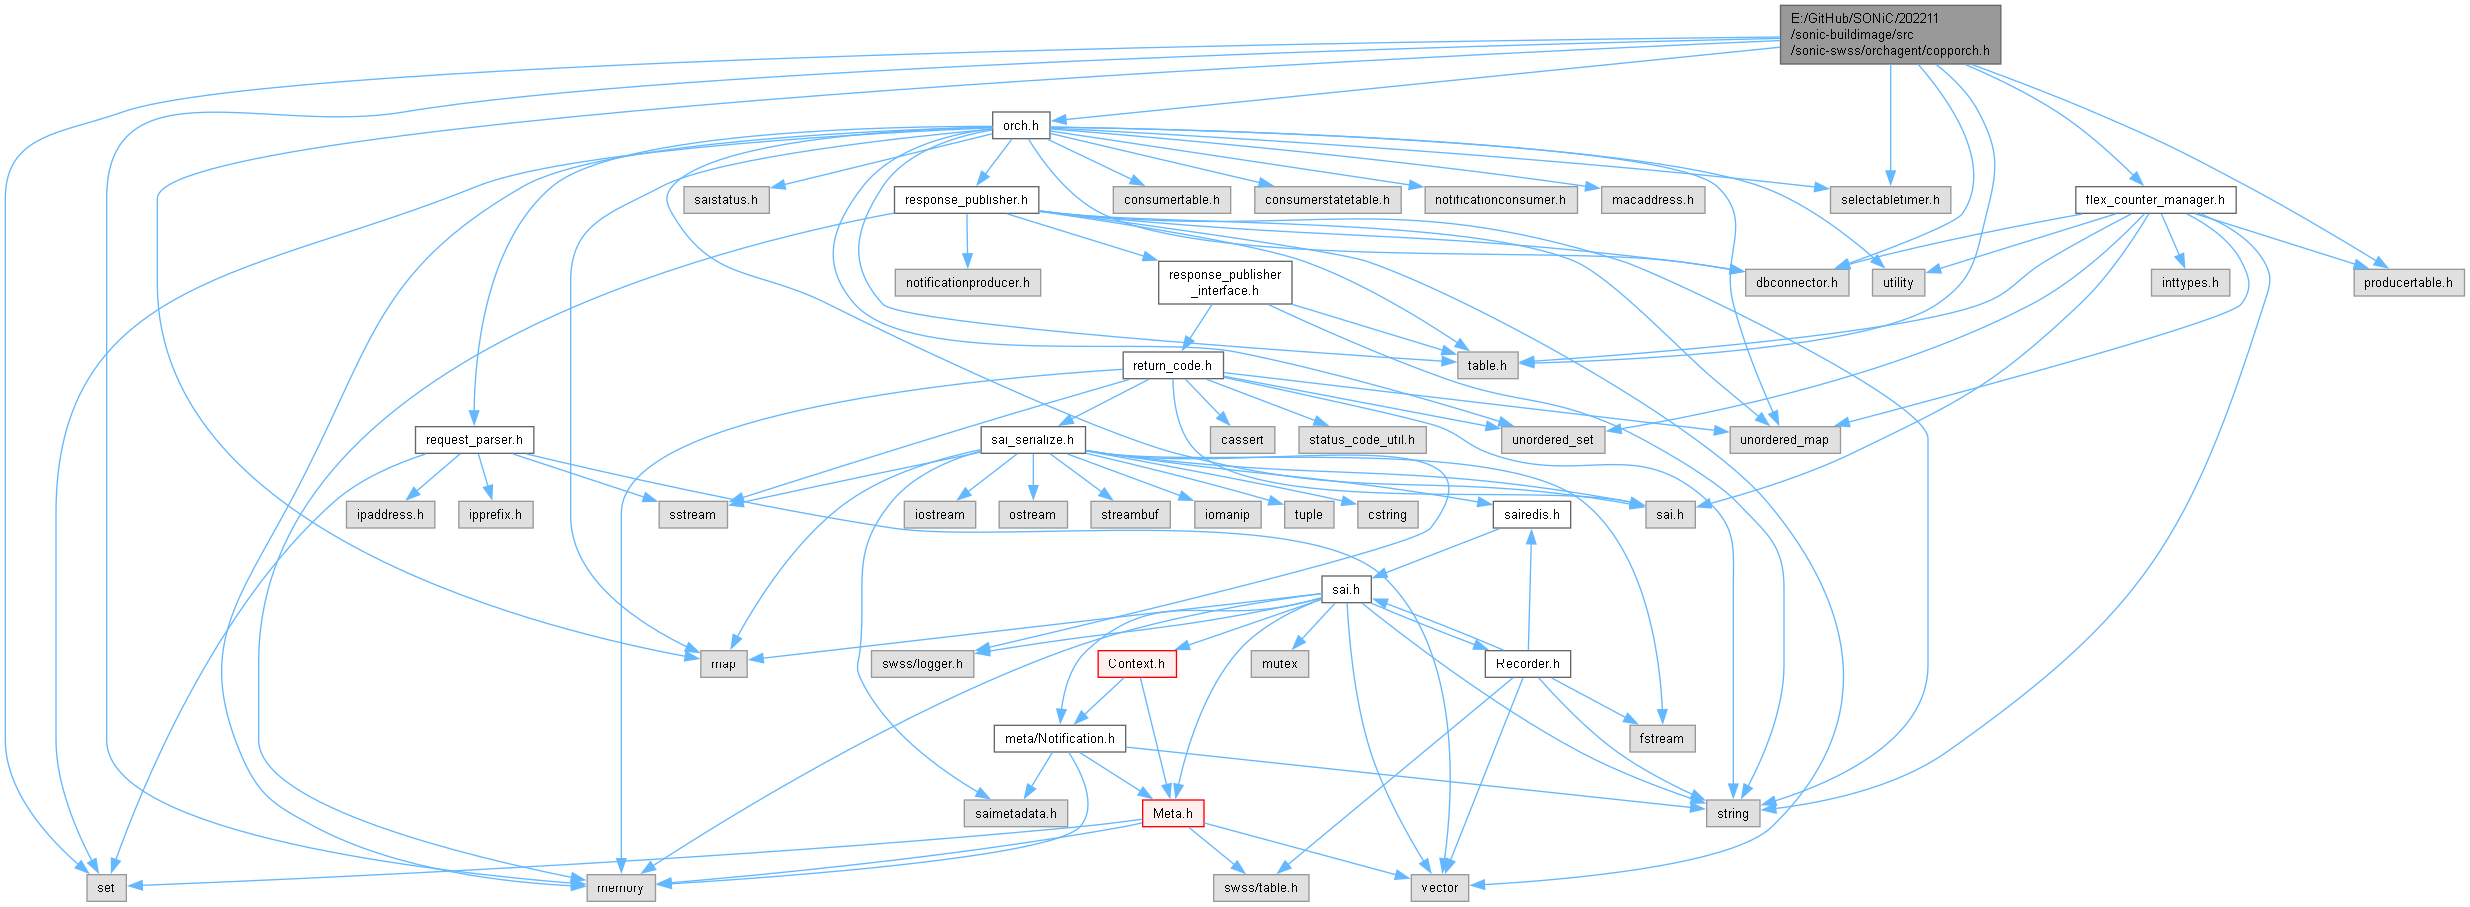 E:/GitHub/SONiC/202211
/sonic-buildimage/src
/sonic-swss/orchagent/copporch.h
orch.h
saistatus.h
response_publisher.h
consumertable.h
consumerstatetable.h
notificationconsumer.h
macaddress.h
selectabletimer.h
flex_counter_manager.h
notificationproducer.h
response_publisher
_interface.h
dbconnector.h
utility
inttypes.h
producertable.h
return_code.h
table.h
request_parser.h
sai_serialize.h
cassert
status_code_util.h
unordered_set
unordered_map
ipaddress.h
ipprefix.h
sstream
iostream
ostream
streambuf
iomanip
tuple
cstring
sairedis.h
sai.h
sai.h
map
swss/logger.h
Context.h
mutex
Recorder.h
meta/Notification.h
fstream
saimetadata.h
Meta.h
string
set
memory
swss/table.h
vector